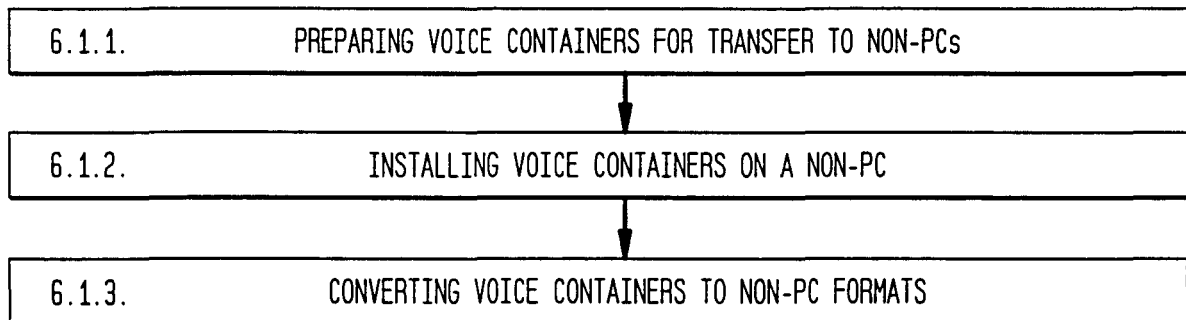 6.1.1. PREPARING VOICE CONTAINERS FOR TRANSFER TO NON-PCs
6.1.2. INSTALLING VOICE CONTAINERS ON A NON-PC
6.1.3. CONVERTING VOICE CONTAINERS TO NON-PC FORMATS